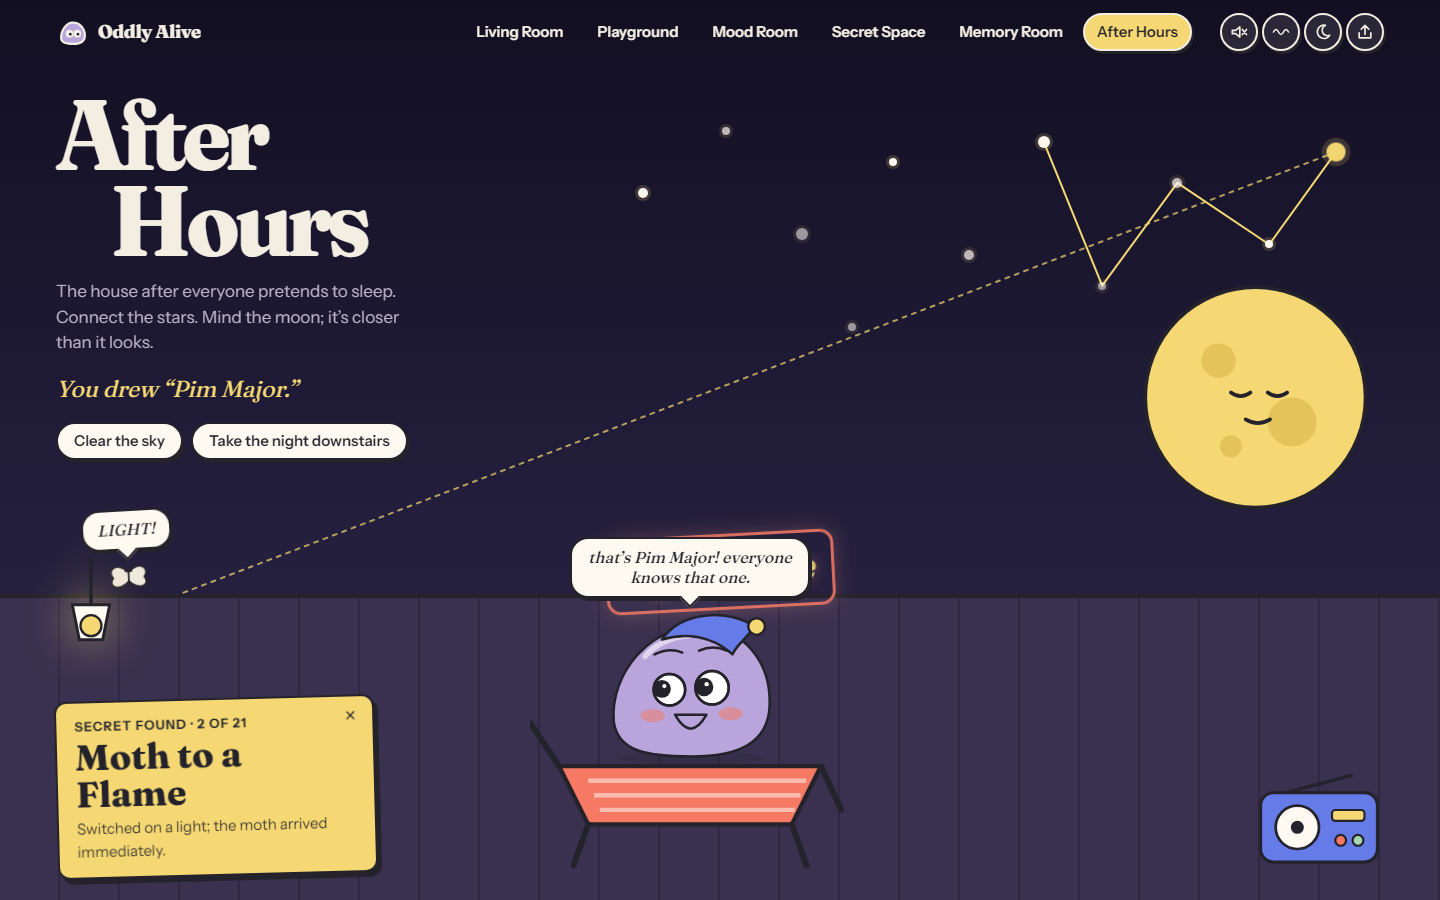 Oddly Alive
Living Room
Playground
Mood Room
Secret Space
Memory Room
After Hours
After
Hours
The house after everyone pretends to sleep.
Connect the stars. Mind the moon; it’s closer
than it looks.
You drew “Pim Major.”
Clear the sky
Take the night downstairs
LIGHT!
that’s Pim Major! everyone
knows that one.
SECRET FOUND · 2 OF 21
Moth to a
Flame
Switched on a light; the moth arrived
immediately.